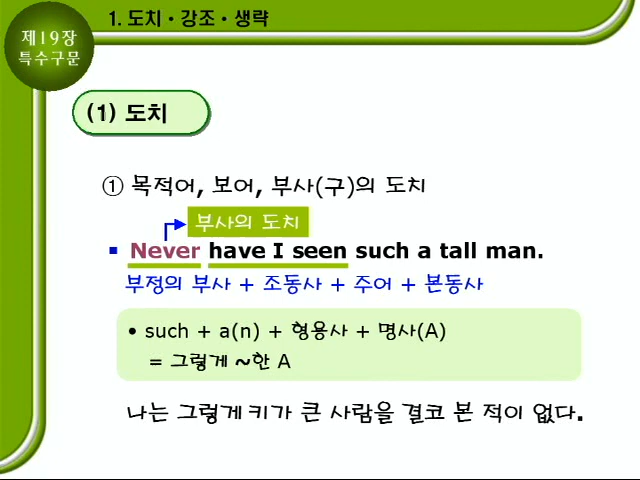 제19장
특수구문
1. 도치 · 강조 · 생략
(1) 도치
① 목적어, 보어, 부사(구)의 도치
부사의 도치
▪ Never have I seen such a tall man.
부정의 부사 + 조동사 + 주어 + 본동사
• such + a(n) + 형용사 + 명사(A)
= 그렇게 ~한 A
나는 그렇게 키가 큰 사람을 결코 본 적이 없다.